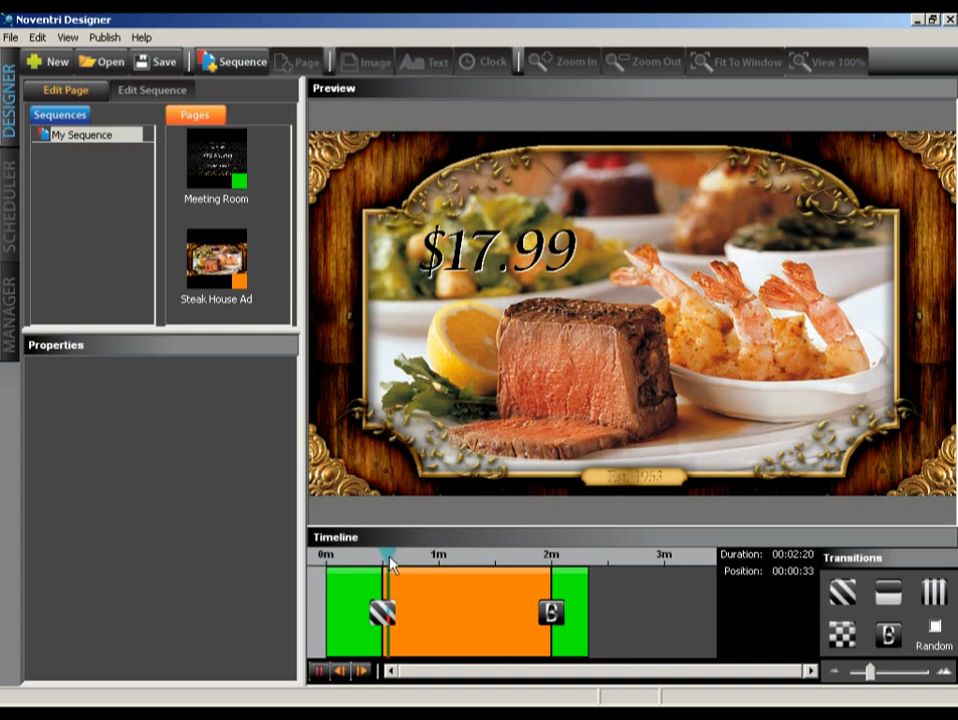 Noventri Designer
File Edit View Publish Help
New Open Save Sequence Page Image Text Clock Zoom In Zoom Out Fit To Window View 100%
DESIGNER
SCHEDULER
MANAGER
Edit Page Edit Sequence
Sequences
My Sequence
Pages
Meeting Room
Steak House Ad
Properties
Preview
$17.99
Est. 1953
Timeline
0m 1m 2m 3m
Duration: 00:02:20
Position: 00:00:33
Transitions
B
B
Random